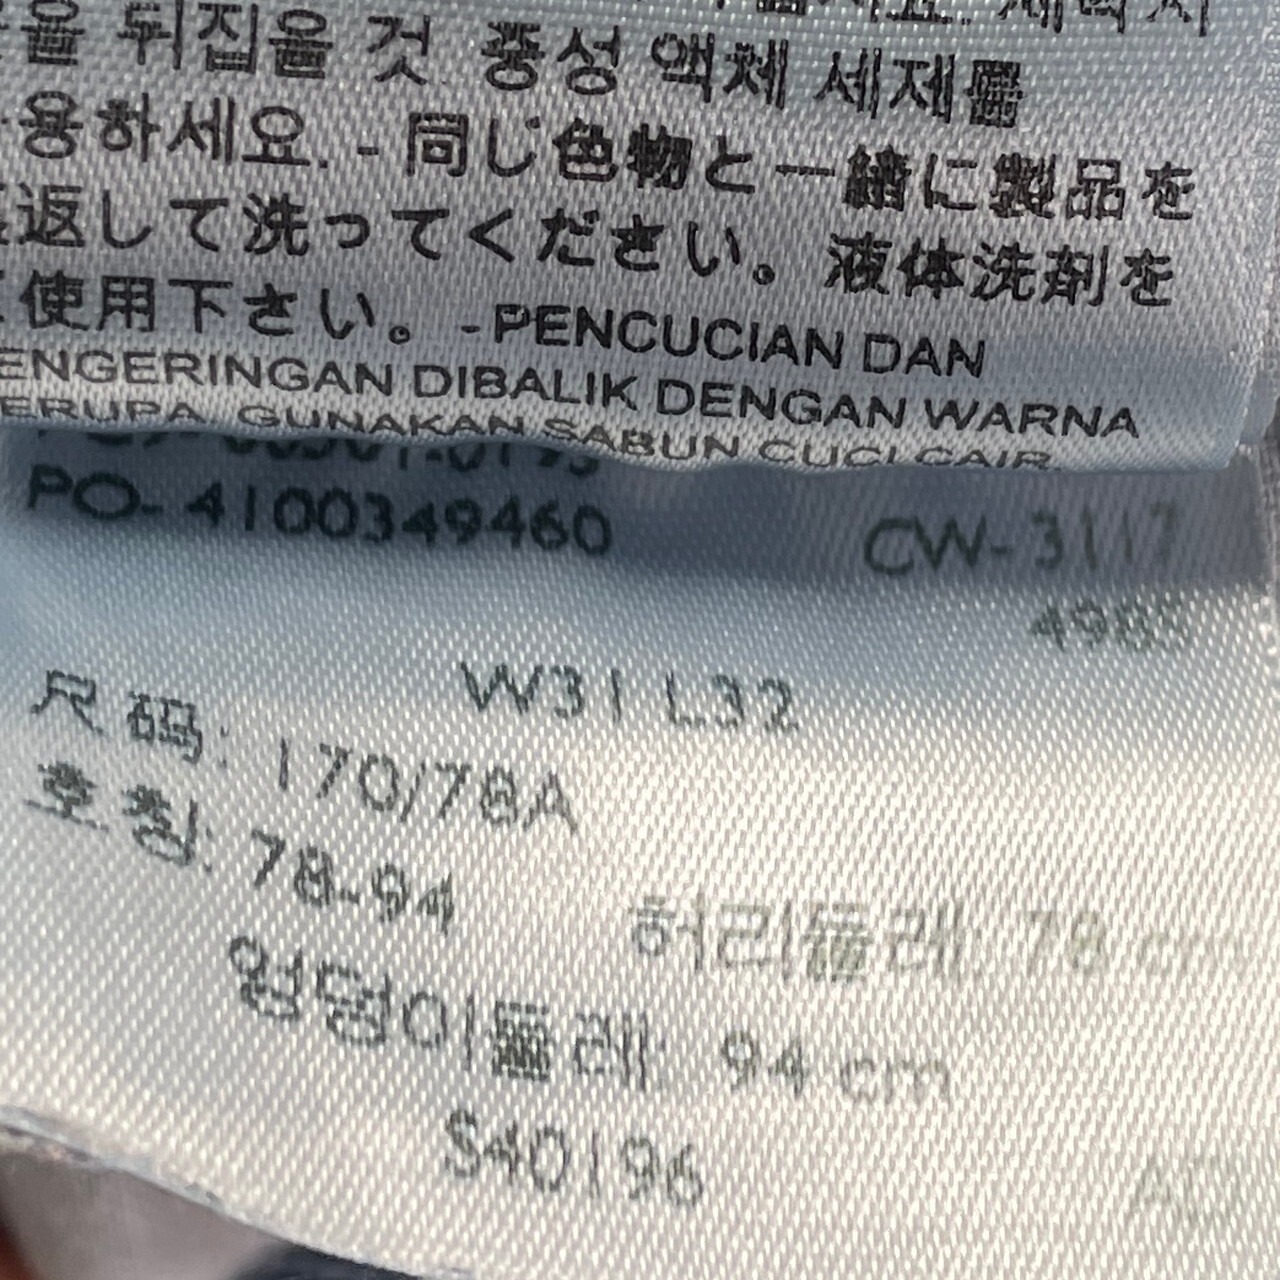 을 뒤집을 것. 중성 액체 세제를
용하세요. - 同じ色物と一緒に製品を
返して洗ってください。液体洗剤を
使用下さい。-PENCUCIAN DAN
ENGERINGAN DIBALIK DENGAN WARNA
ERUPA. GUNAKAN SABUN CUCI CAIR.
PO- 4100349460 CW- 3117
4985
W31 L32
尺码: 170/78A
호칭: 78-94
허리둘레: 78 cm
엉덩이둘레: 94 cm
S40196